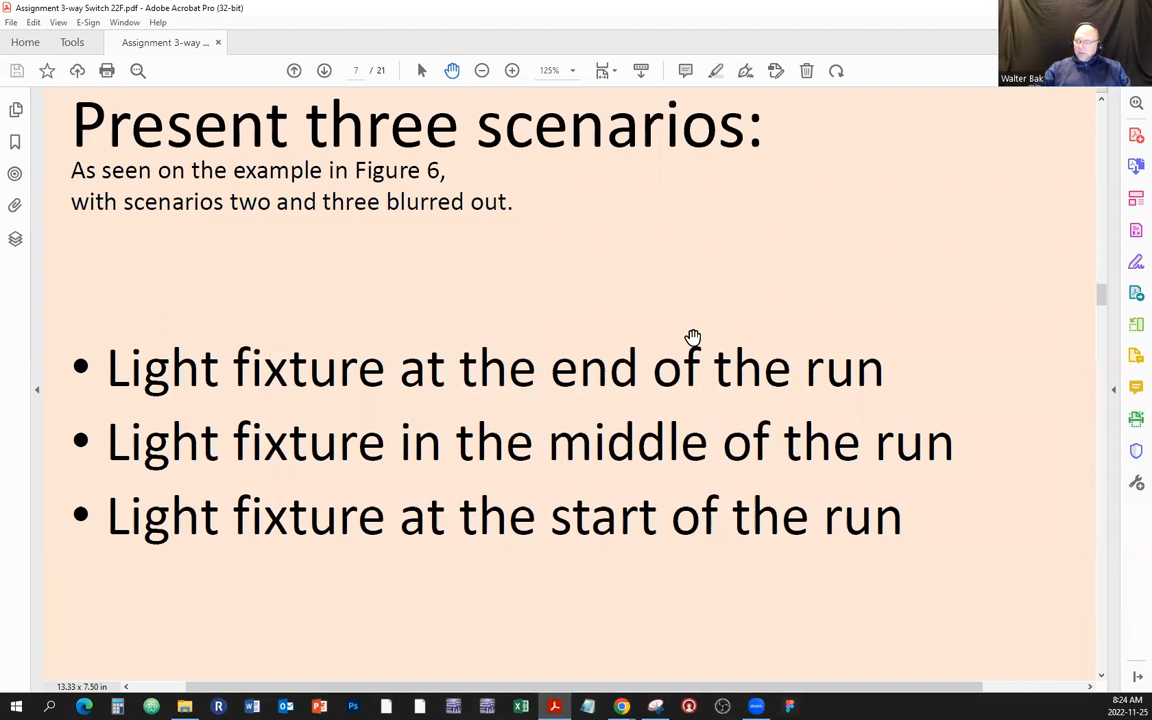 Assignment 3-way Switch 22F.pdf - Adobe Acrobat Pro (32-bit)
File Edit View E-Sign Window Help
Home Tools Assignment 3-way ... ×
7 / 21 125%
Walter Bak
Present three scenarios:
As seen on the example in Figure 6,
with scenarios two and three blurred out.
• Light fixture at the end of the run
• Light fixture in the middle of the run
• Light fixture at the start of the run
13.33 x 7.50 in
8:24 AM
2022-11-25